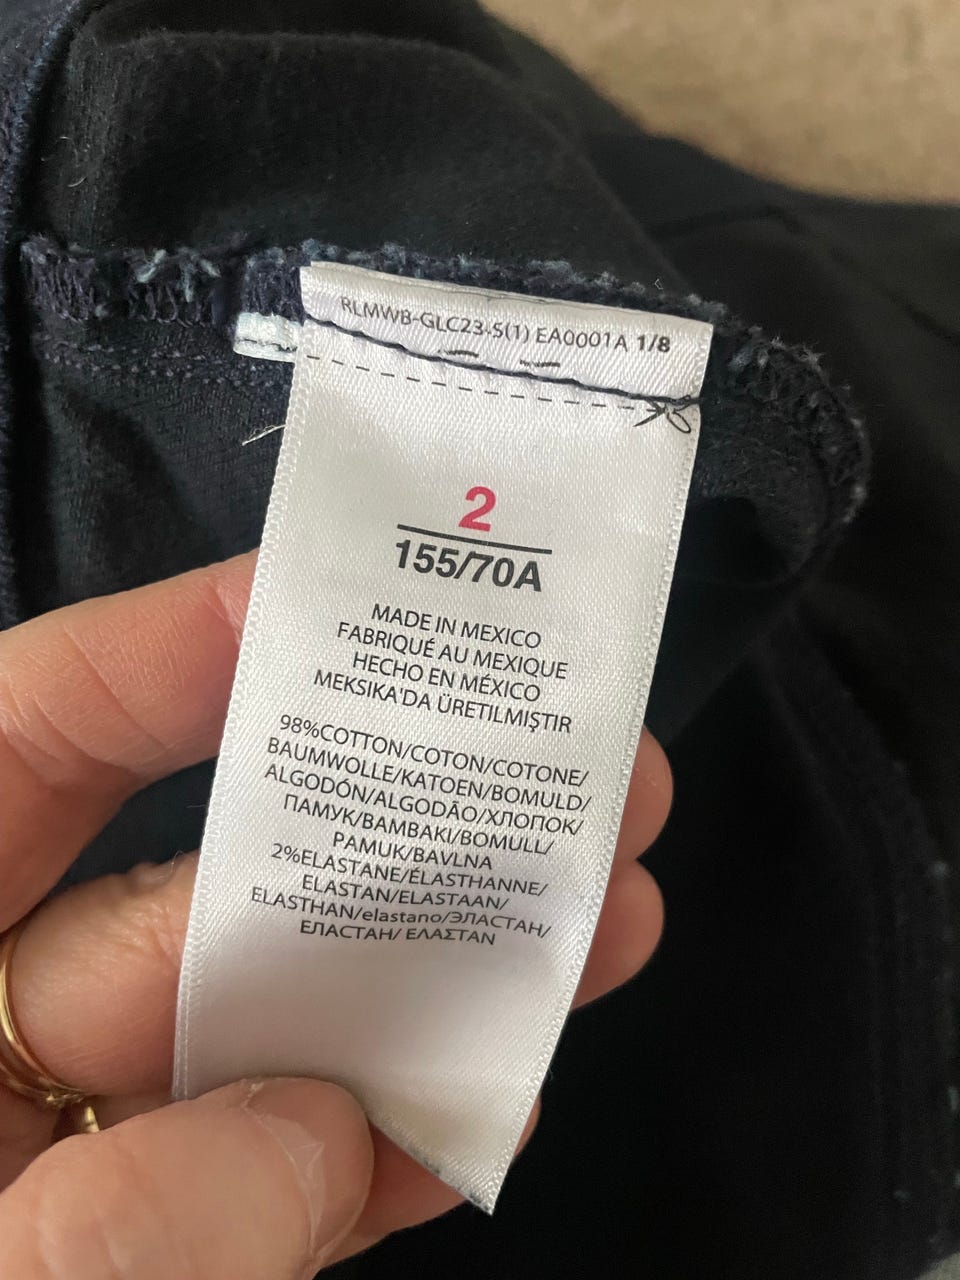 RLMWB-GLC23-S(1) EA0001A 1/8
2
155/70A
MADE IN MEXICO
FABRIQUÉ AU MEXIQUE
HECHO EN MÉXICO
MEKSIKA'DA ÜRETILMIŞTIR
98%COTTON/COTON/COTONE/
BAUMWOLLE/KATOEN/BOMULD/
ALGODÓN/ALGODÃO/ХЛОПОК/
ПАМУК/BAMBAKI/BOMULL/
PAMUK/BAVLNA
2%ELASTANE/ÉLASTHANNE/
ELASTAN/ELASTAAN/
ELASTHAN/elastano/ЭЛАСТАН/
ЕЛАСТАН/ ΕΛΑΣΤΑΝ